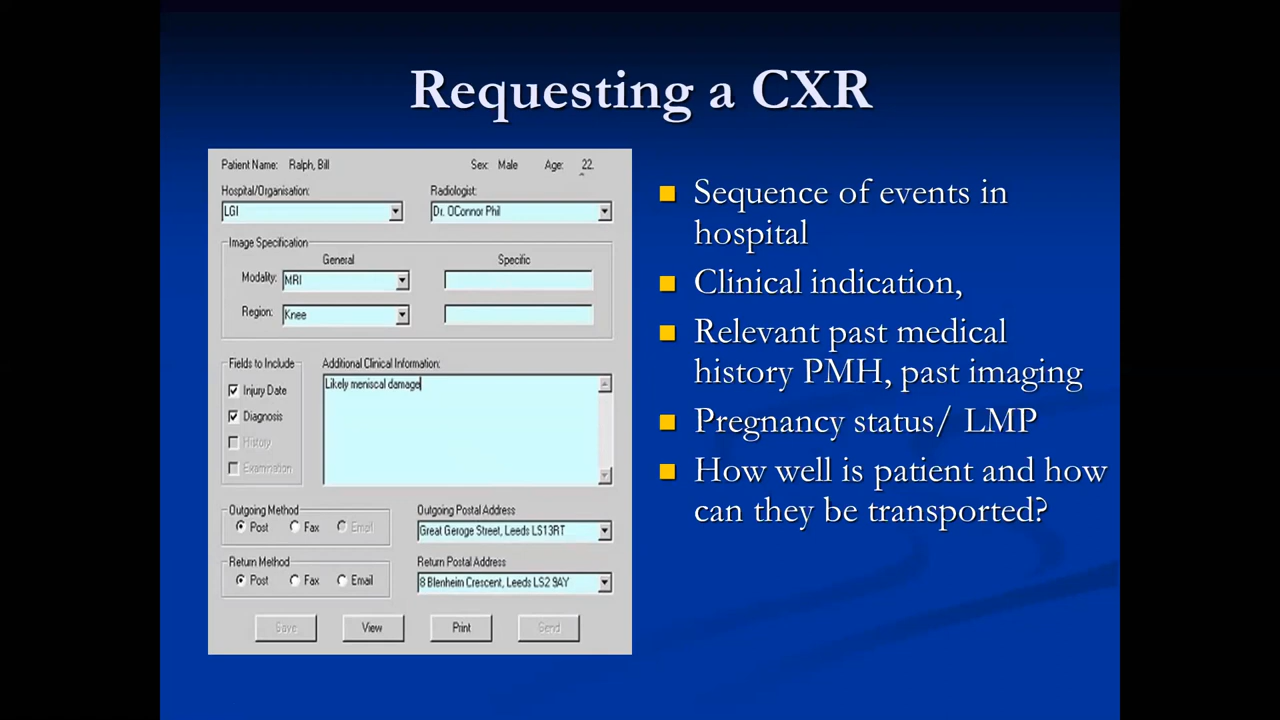 Requesting a CXR
Patient Name: Ralph, Bill Sex: Male Age: 22.
Hospital/Organisation: Radiologist:
LGI Dr. OConnor Phil
Image Specification
General Specific
Modality: MRI
Region: Knee
Fields to Include Additional Clinical Information:
Injury Date Likely meniscal damage
Diagnosis
History
Examination
Outgoing Method Outgoing Postal Address
Post Fax Email Great Geroge Street, Leeds LS13RT
Return Method Return Postal Address
Post Fax Email 8 Blenheim Crescent, Leeds LS2 9AY
Save View Print Send
Sequence of events in
hospital
Clinical indication,
Relevant past medical
history PMH, past imaging
Pregnancy status/ LMP
How well is patient and how
can they be transported?